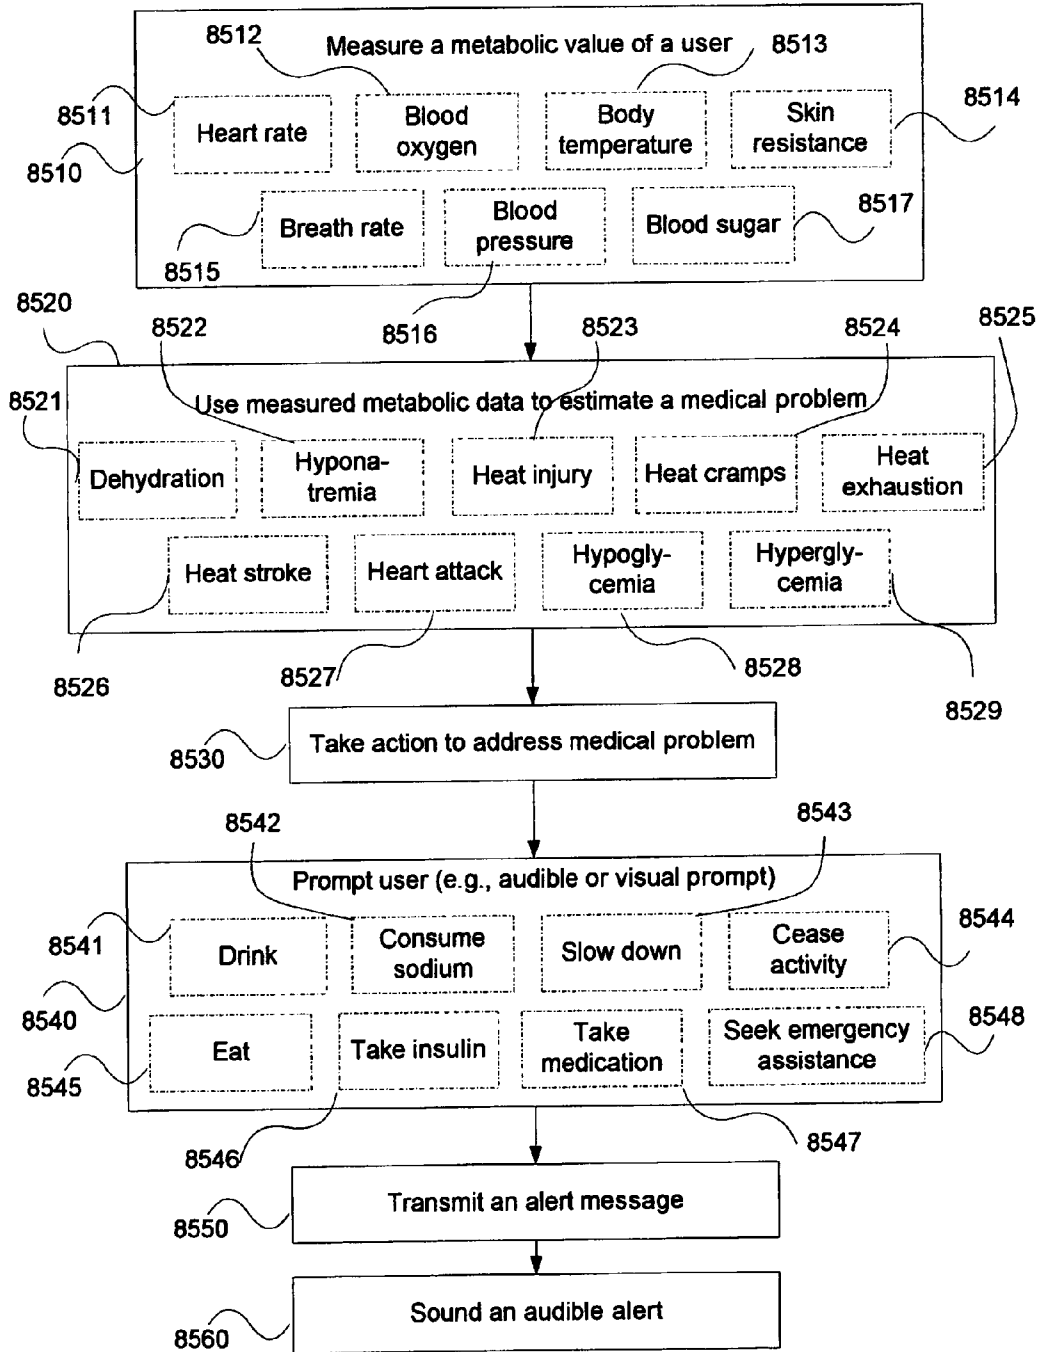 8512
Measure a metabolic value of a user
8513
8511
Heart rate
Blood
oxygen
Body
temperature
Skin
resistance
8514
8510
Breath rate
Blood
pressure
Blood sugar
8517
8515
8516
8520
8522
8523
8524
8525
8521
Use measured metabolic data to estimate a medical problem
Dehydration
Hypona-
tremia
Heat injury
Heat cramps
Heat
exhaustion
Heat stroke
Heart attack
Hypogly-
cemia
Hypergly-
cemia
8526
8527
8528
8529
8530
Take action to address medical problem
8542
8543
Prompt user (e.g., audible or visual prompt)
8541
Drink
Consume
sodium
Slow down
Cease
activity
8544
8540
Eat
Take insulin
Take
medication
Seek emergency
assistance
8548
8545
8546
8547
Transmit an alert message
8550
Sound an audible alert
8560